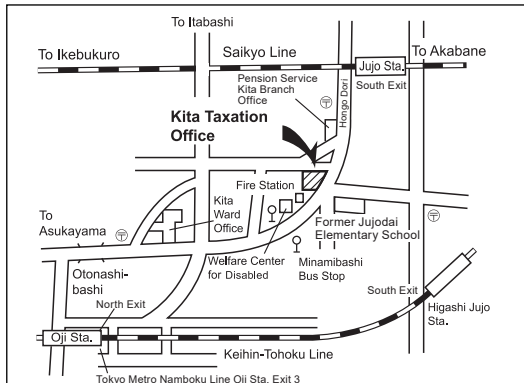 To Itabashi
To Ikebukuro
Saikyo Line
To Akabane
Jujo Sta.
South Exit
Pension Service
Kita Branch
Office
Hongo Dori
〒
Kita Taxation
Office
Fire Station
Kita
Ward
Office
To
Asukayama
〒
Otonashi-
bashi
Welfare Center
for Disabled
Former Jujodai
Elementary School
〒
Minamibashi
Bus Stop
South Exit
Higashi Jujo
Sta.
North Exit
Oji Sta.
Keihin-Tohoku Line
Tokyo Metro Namboku Line Oji Sta. Exit 3